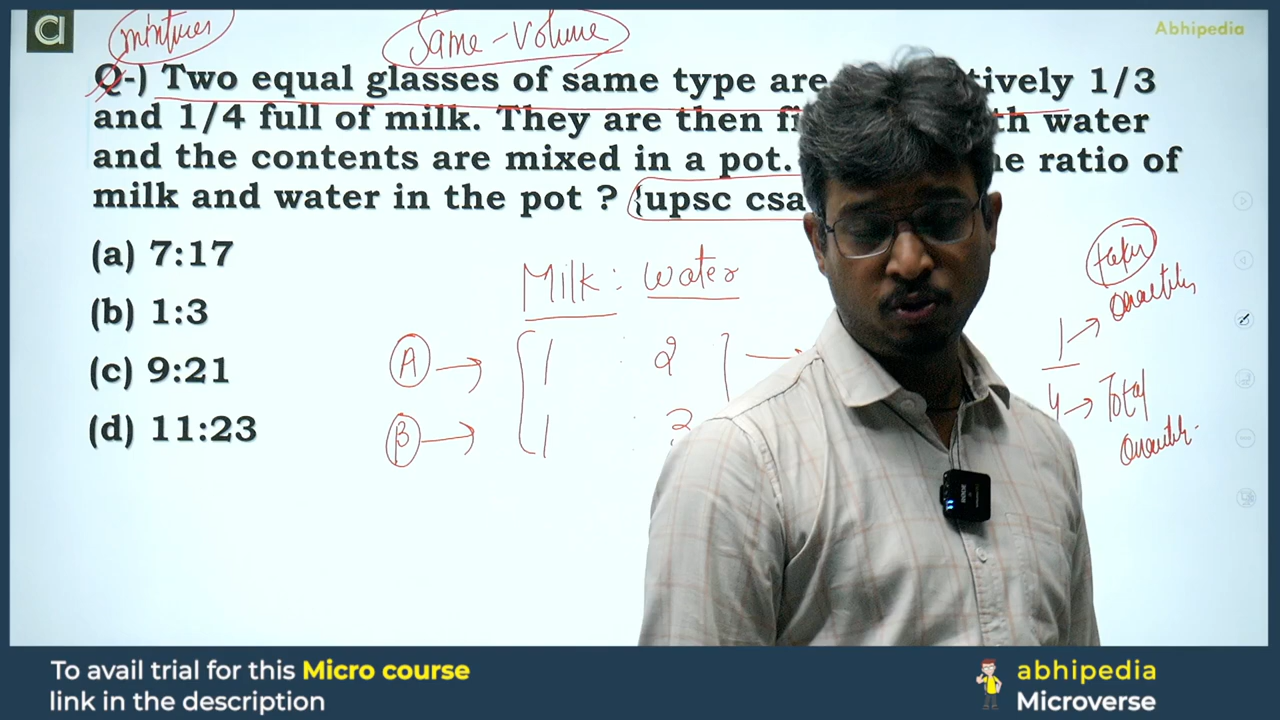 mixtures
Same-Volume
Abhipedia
Q-) Two equal glasses of same type are tively 1/3
and 1/4 full of milk. They are then fi th water
and the contents are mixed in a pot. he ratio of
milk and water in the pot ? {upsc csa
(a) 7:17
(b) 1:3
(c) 9:21
(d) 11:23
Milk : Water
A → 1 : 2
B → 1 : 3
taken
Quantity
1 →
4 → Total
Quantity
To avail trial for this Micro course
link in the description
abhipedia
Microverse